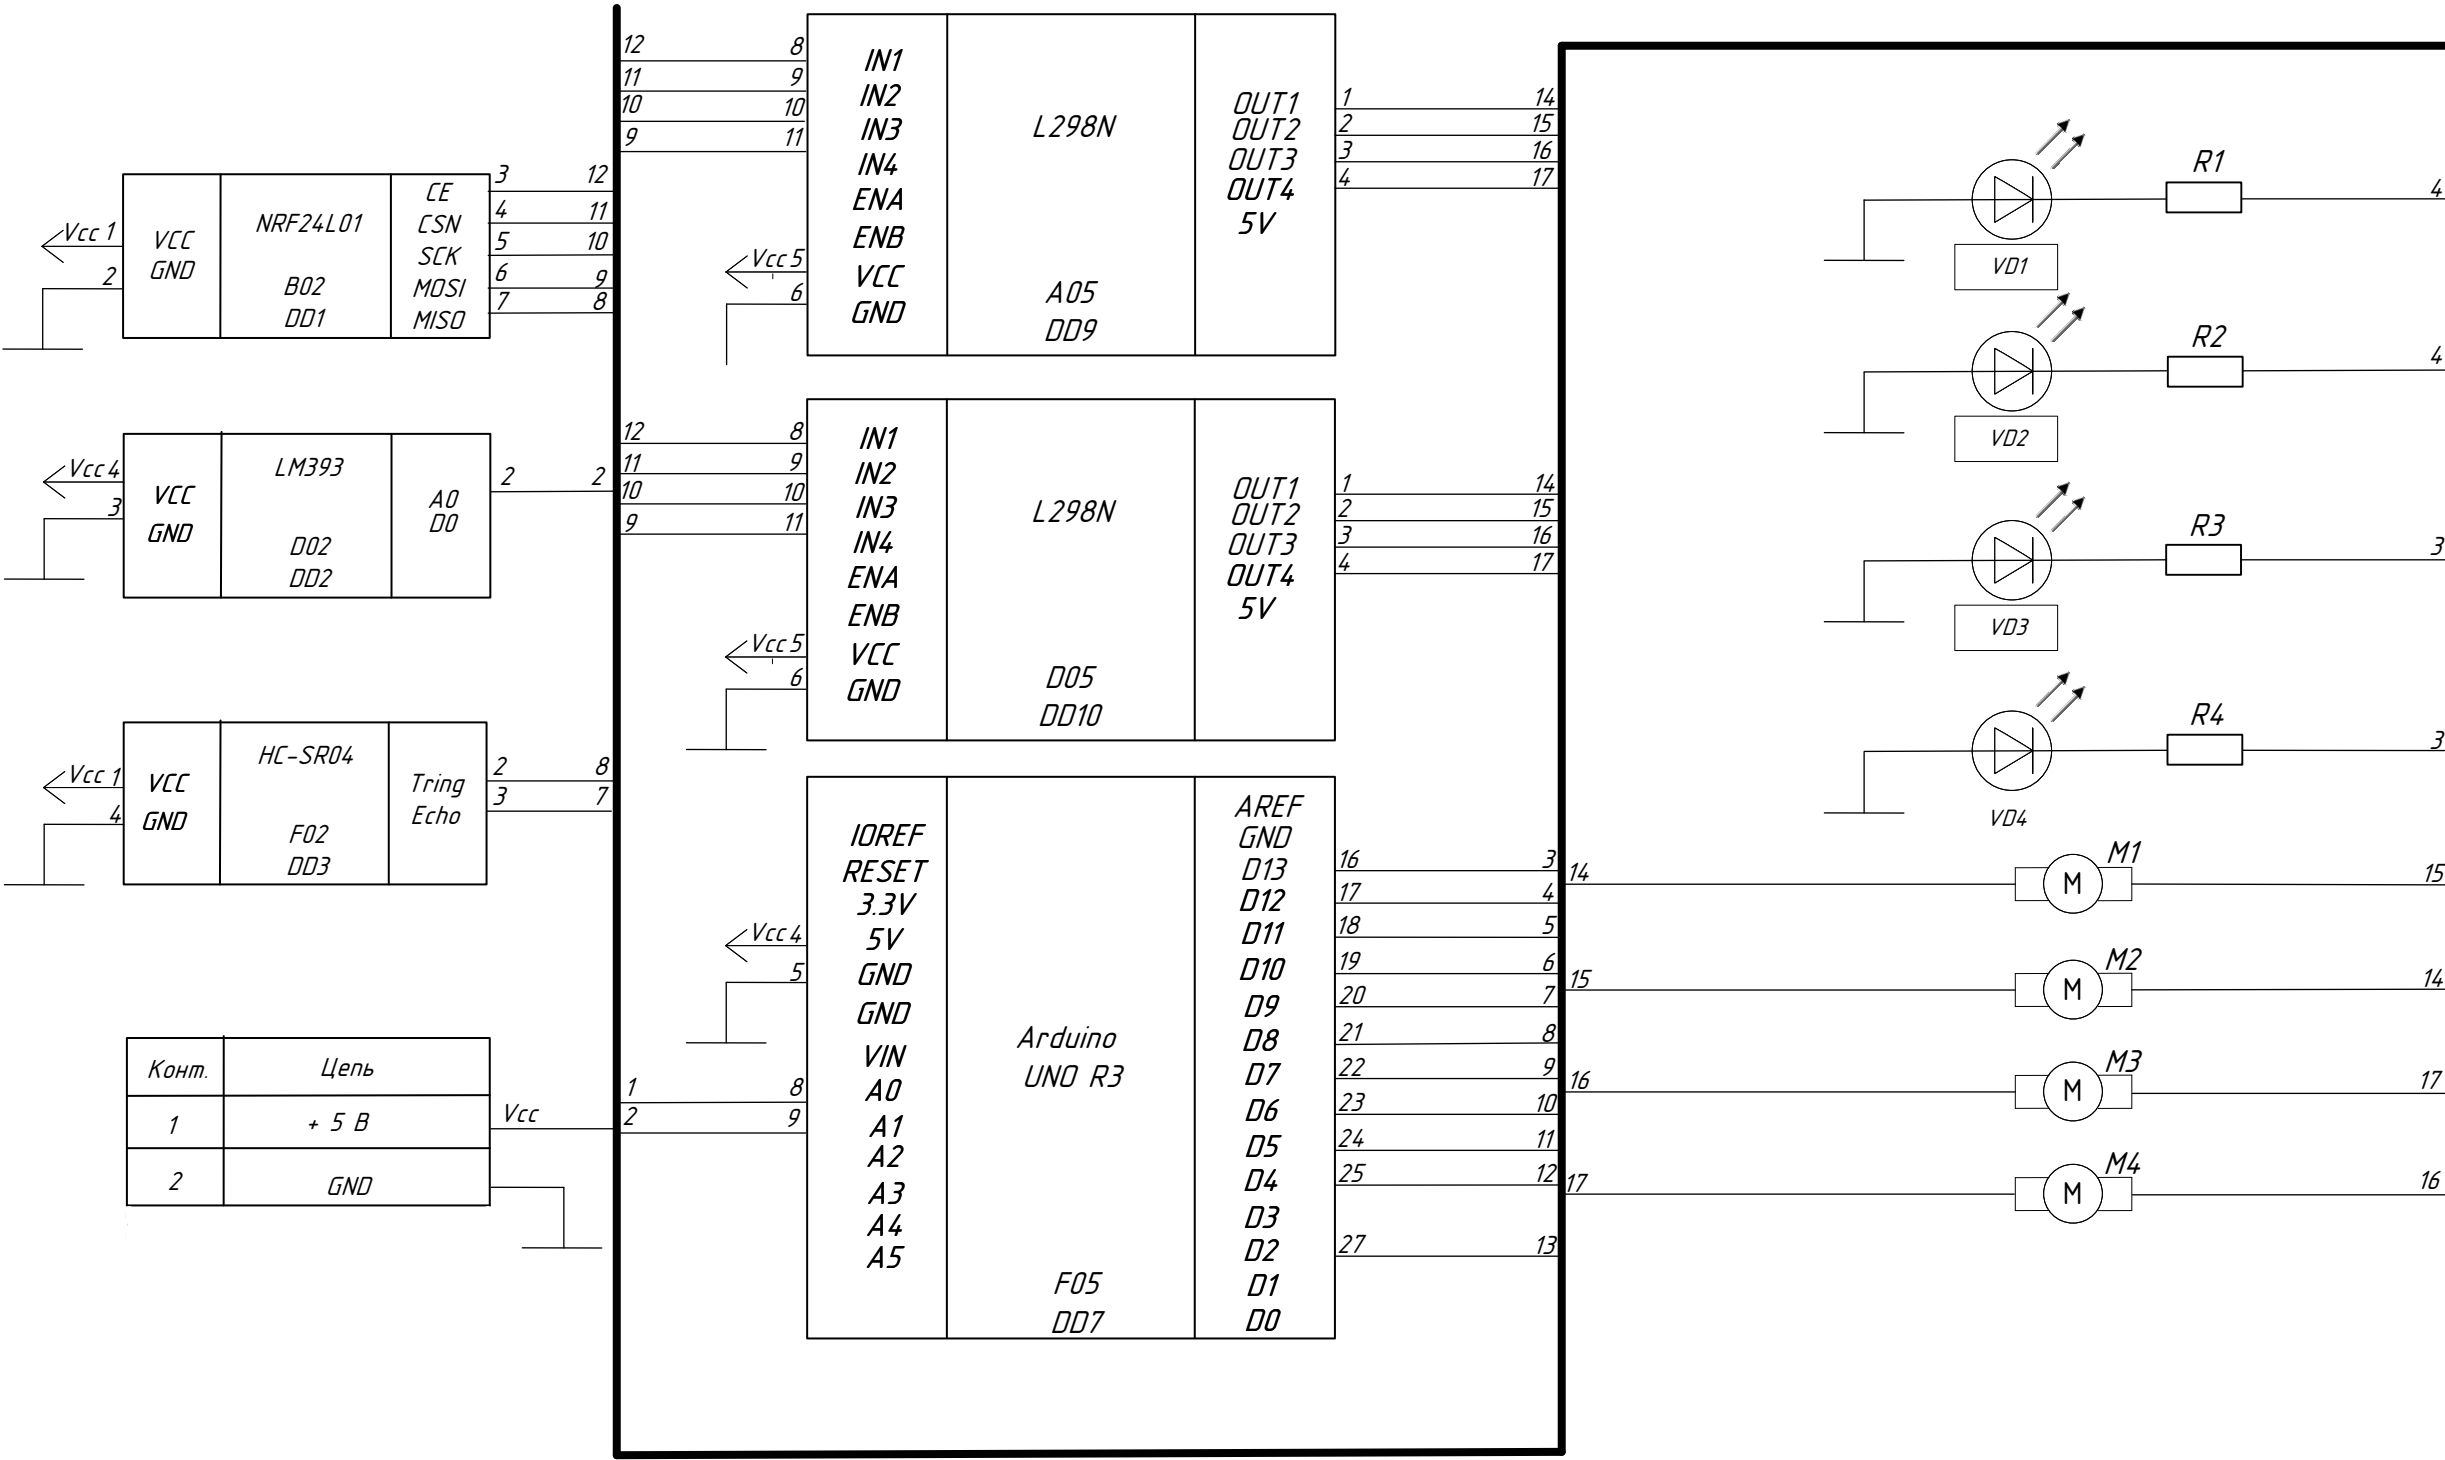 Vcc 1
2
VCC
GND
NRF24L01
B02
DD1
CE
CSN
SCK
MOSI
MISO
3 12
4 11
5 10
6 9
7 8
Vcc 4
3
VCC
GND
LM393
D02
DD2
A0
D0
2 2
Vcc 1
4
VCC
GND
HC-SR04
F02
DD3
Tring
Echo
2 8
3 7
Конт. Цепь
1 + 5 В Vcc
2 GND
12 8
11 9
10 10
9 11
Vcc 5
6
IN1
IN2
IN3
IN4
ENA
ENB
VCC
GND
L298N
A05
DD9
OUT1
OUT2
OUT3
OUT4
5V
1 14
2 15
3 16
4 17
12 8
11 9
10 10
9 11
Vcc 5
6
IN1
IN2
IN3
IN4
ENA
ENB
VCC
GND
L298N
D05
DD10
OUT1
OUT2
OUT3
OUT4
5V
1 14
2 15
3 16
4 17
Vcc 4
5
1 8
2 9
IOREF
RESET
3.3V
5V
GND
GND
VIN
A0
A1
A2
A3
A4
A5
Arduino
UNO R3
F05
DD7
AREF
GND
D13
D12
D11
D10
D9
D8
D7
D6
D5
D4
D3
D2
D1
D0
16 3
17 4
18 5
19 6
20 7
21 8
22 9
23 10
24 11
25 12
27 13
R1
4
VD1
R2
4
VD2
R3
3
VD3
R4
3
VD4
14 M M1 15
15 M M2 14
16 M M3 17
17 M M4 16